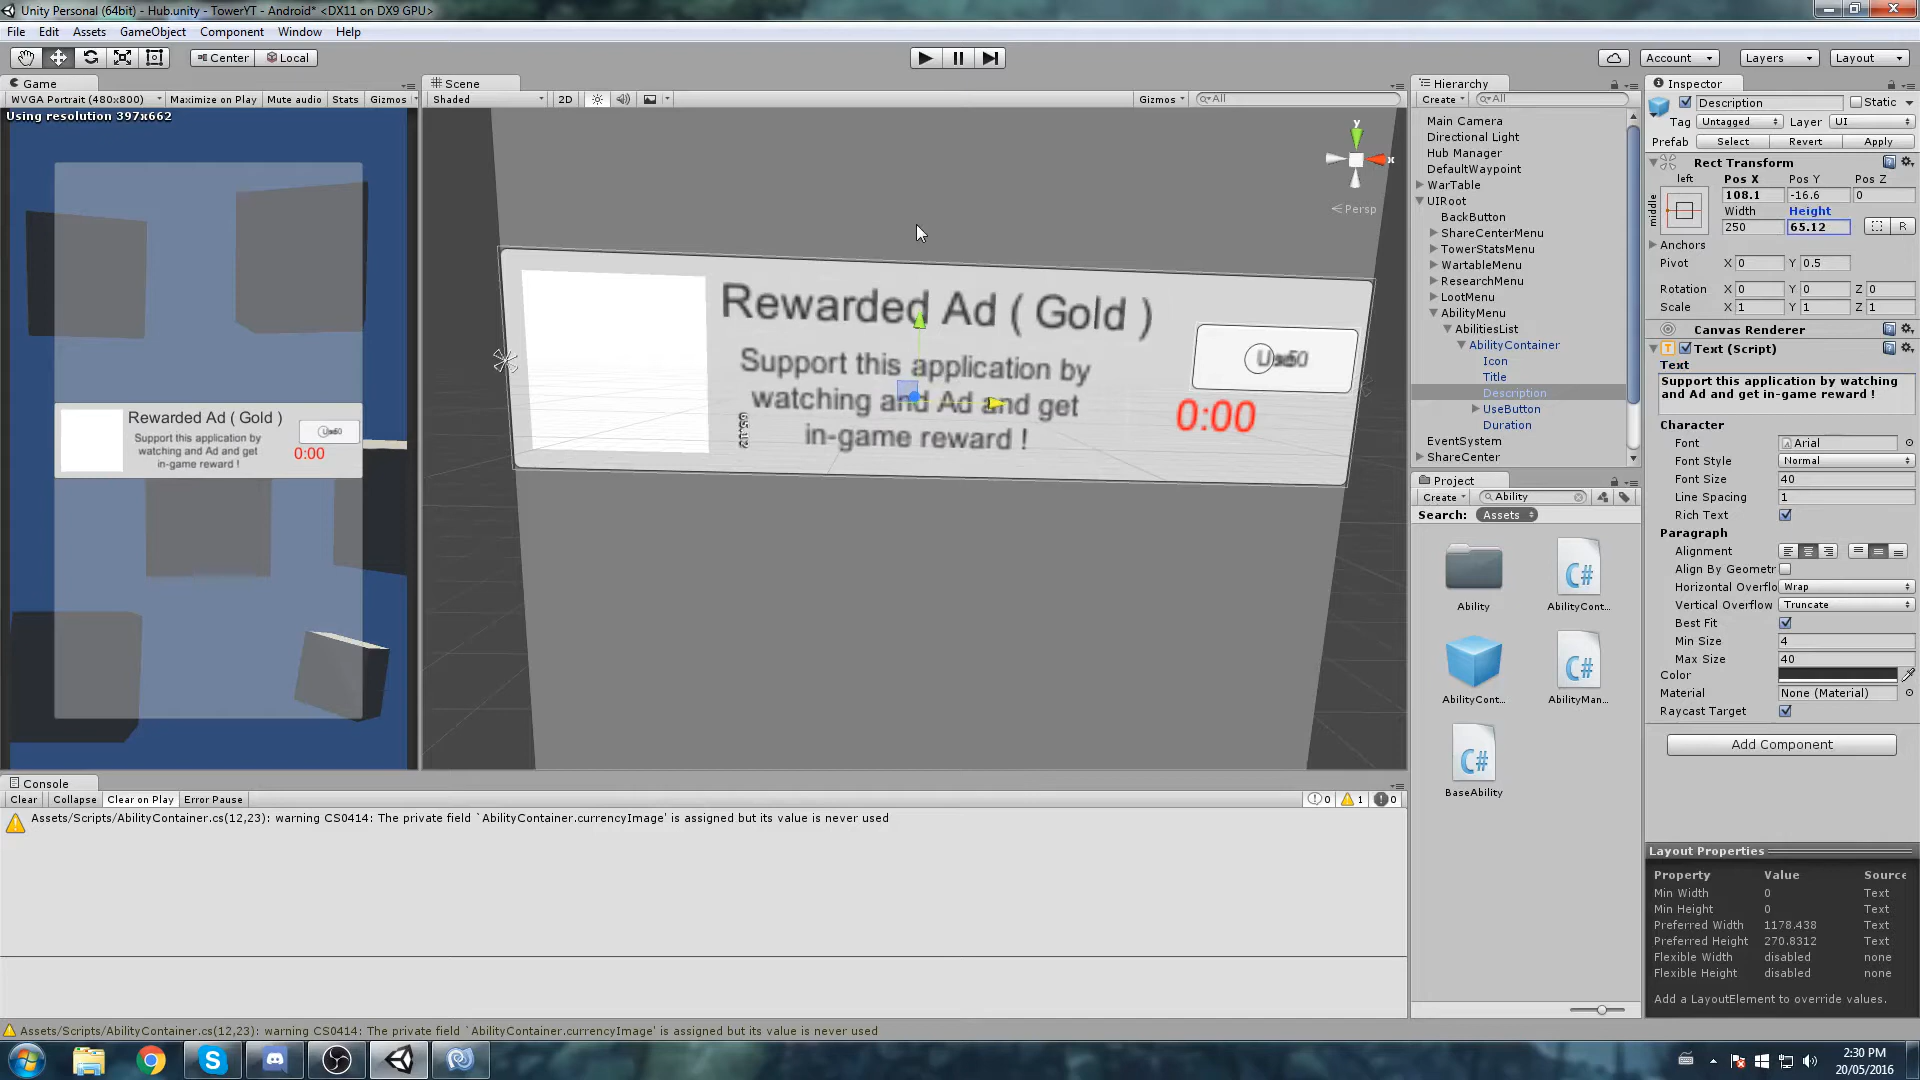 Unity Personal (64bit) - Hub.unity - TowerYT - Android* <DX11 on DX9 GPU>
File Edit Assets GameObject Component Window Help
Center Local Account Layers Layout
Game
WVGA Portrait (480x800) Maximize on Play Mute audio Stats Gizmos
Using resolution 397x662
Rewarded Ad ( Gold )
Support this application by
watching and Ad and get
in-game reward !
0:00
Scene
Shaded 2D Gizmos All
y
x
Persp
Rewarded Ad ( Gold )
Support this application by
watching and Ad and get
in-game reward !
0:00
Hierarchy
Create All
Main Camera
Directional Light
Hub Manager
DefaultWaypoint
WarTable
UIRoot
BackButton
ShareCenterMenu
TowerStatsMenu
WartableMenu
ResearchMenu
LootMenu
AbilityMenu
AbilitiesList
AbilityContainer
Icon
Title
Description
UseButton
Duration
EventSystem
ShareCenter
Project
Create Ability
Search: Assets
Ability
AbilityCont...
AbilityCont...
AbilityMan...
BaseAbility
Inspector
Description Static
Tag Untagged Layer UI
Prefab Select Revert Apply
Rect Transform
left Pos X Pos Y Pos Z
middle 108.1 -16.6 0
Width Height
250 65.12 R
Anchors
Pivot X 0 Y 0.5
Rotation X 0 Y 0 Z 0
Scale X 1 Y 1 Z 1
Canvas Renderer
Text (Script)
Text
Support this application by watching
and Ad and get in-game reward !
Character
Font Arial
Font Style Normal
Font Size 40
Line Spacing 1
Rich Text
Paragraph
Alignment
Align By Geometr
Horizontal Overflo Wrap
Vertical Overflow Truncate
Best Fit
Min Size 4
Max Size 40
Color
Material None (Material)
Raycast Target
Add Component
Layout Properties
Property Value Source
Min Width 0 Text
Min Height 0 Text
Preferred Width 1178.438 Text
Preferred Height 270.8312 Text
Flexible Width disabled none
Flexible Height disabled none
Add a LayoutElement to override values.
Console
Clear Collapse Clear on Play Error Pause 0 1 0
Assets/Scripts/AbilityContainer.cs(12,23): warning CS0414: The private field `AbilityContainer.currencyImage' is assigned but its value is never used
Assets/Scripts/AbilityContainer.cs(12,23): warning CS0414: The private field `AbilityContainer.currencyImage' is assigned but its value is never used
2:30 PM
20/05/2016